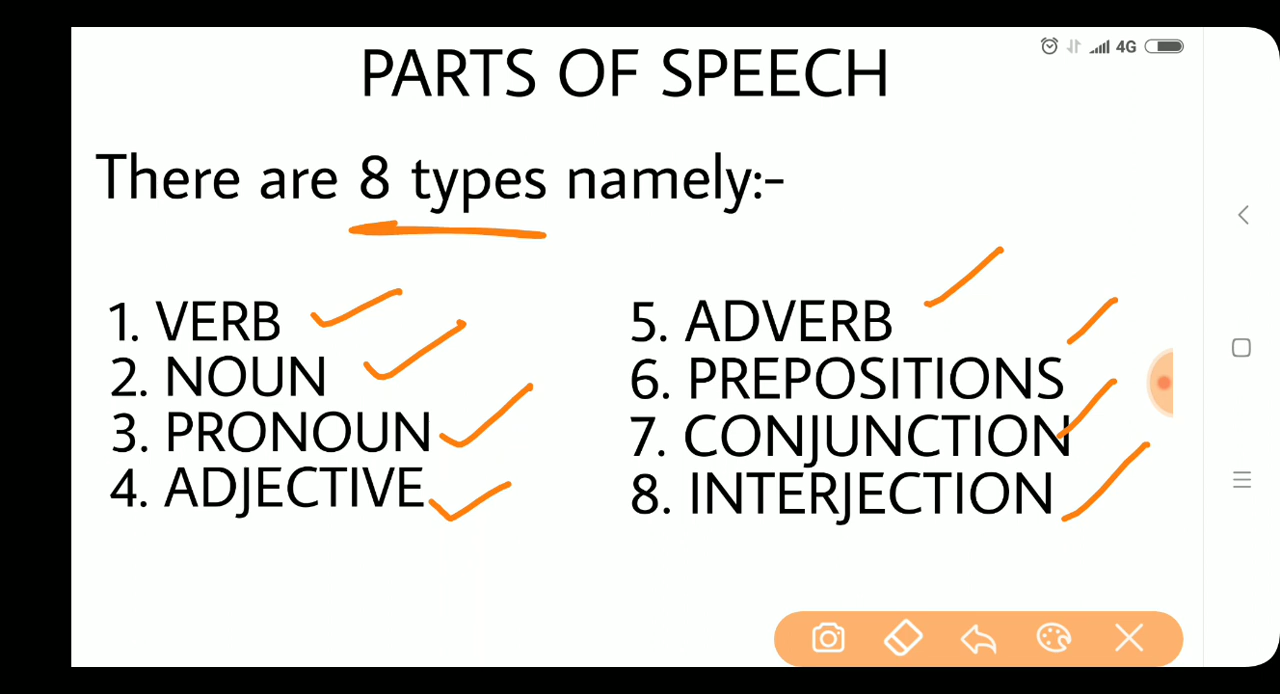 4G
PARTS OF SPEECH
There are 8 types namely:-
1. VERB
2. NOUN
3. PRONOUN
4. ADJECTIVE
5. ADVERB
6. PREPOSITIONS
7. CONJUNCTION
8. INTERJECTION